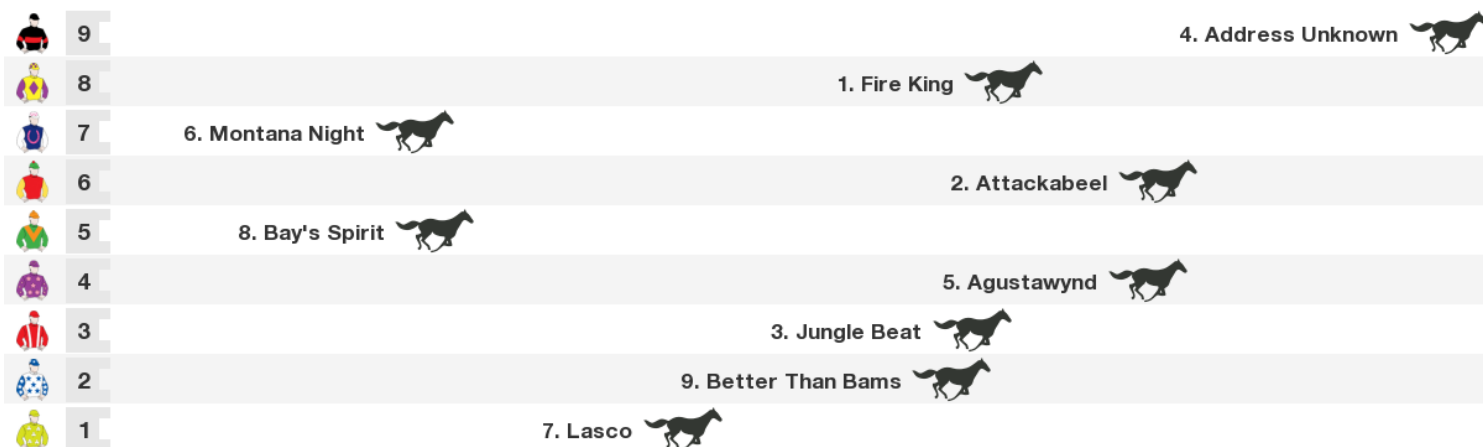 9 4. Address Unknown
8 1. Fire King
7 6. Montana Night
6 2. Attackabeel
5 8. Bay's Spirit
4 5. Agustawynd
3 3. Jungle Beat
2 9. Better Than Bams
1 7. Lasco